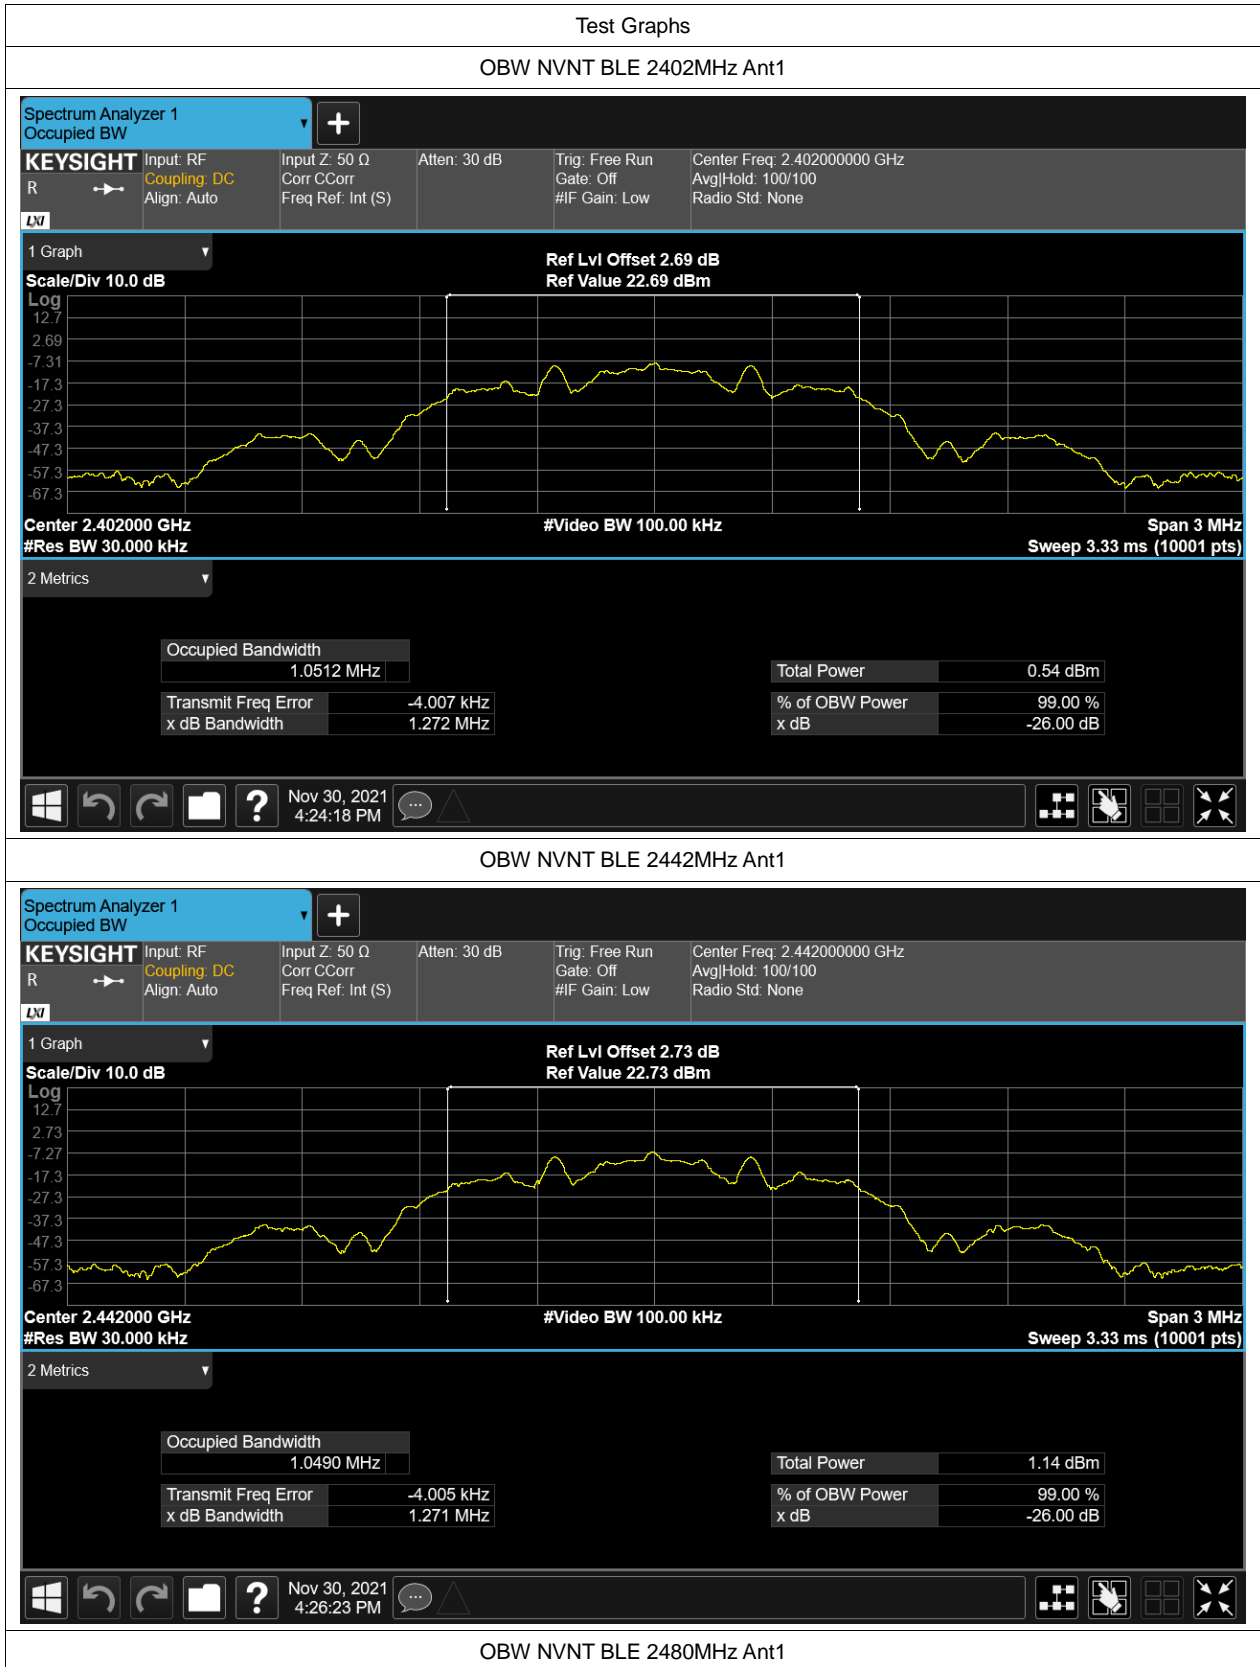 Test Graphs
OBW NVNT BLE 2402MHz Ant1
Spectrum Analyzer 1
Occupied BW
KEYSIGHT Input: RF Input Z: 50 Ω Atten: 30 dB Trig: Free Run Center Freq: 2.402000000 GHz
R Coupling: DC Corr CCorr Gate: Off Avg|Hold: 100/100
Align: Auto Freq Ref: Int (S) #IF Gain: Low Radio Std: None
LXI
1 Graph
Ref Lvl Offset 2.69 dB
Scale/Div 10.0 dB Ref Value 22.69 dBm
Log
12.7
2.69
-7.31
-17.3
-27.3
-37.3
-47.3
-57.3
-67.3
Center 2.402000 GHz #Video BW 100.00 kHz Span 3 MHz
#Res BW 30.000 kHz Sweep 3.33 ms (10001 pts)
2 Metrics
Occupied Bandwidth
1.0512 MHz Total Power 0.54 dBm
Transmit Freq Error -4.007 kHz % of OBW Power 99.00 %
x dB Bandwidth 1.272 MHz x dB -26.00 dB
? Nov 30, 2021
4:24:18 PM
OBW NVNT BLE 2442MHz Ant1
Spectrum Analyzer 1
Occupied BW
KEYSIGHT Input: RF Input Z: 50 Ω Atten: 30 dB Trig: Free Run Center Freq: 2.442000000 GHz
R Coupling: DC Corr CCorr Gate: Off Avg|Hold: 100/100
Align: Auto Freq Ref: Int (S) #IF Gain: Low Radio Std: None
LXI
1 Graph
Ref Lvl Offset 2.73 dB
Scale/Div 10.0 dB Ref Value 22.73 dBm
Log
12.7
2.73
-7.27
-17.3
-27.3
-37.3
-47.3
-57.3
-67.3
Center 2.442000 GHz #Video BW 100.00 kHz Span 3 MHz
#Res BW 30.000 kHz Sweep 3.33 ms (10001 pts)
2 Metrics
Occupied Bandwidth
1.0490 MHz Total Power 1.14 dBm
Transmit Freq Error -4.005 kHz % of OBW Power 99.00 %
x dB Bandwidth 1.271 MHz x dB -26.00 dB
? Nov 30, 2021
4:26:23 PM
OBW NVNT BLE 2480MHz Ant1